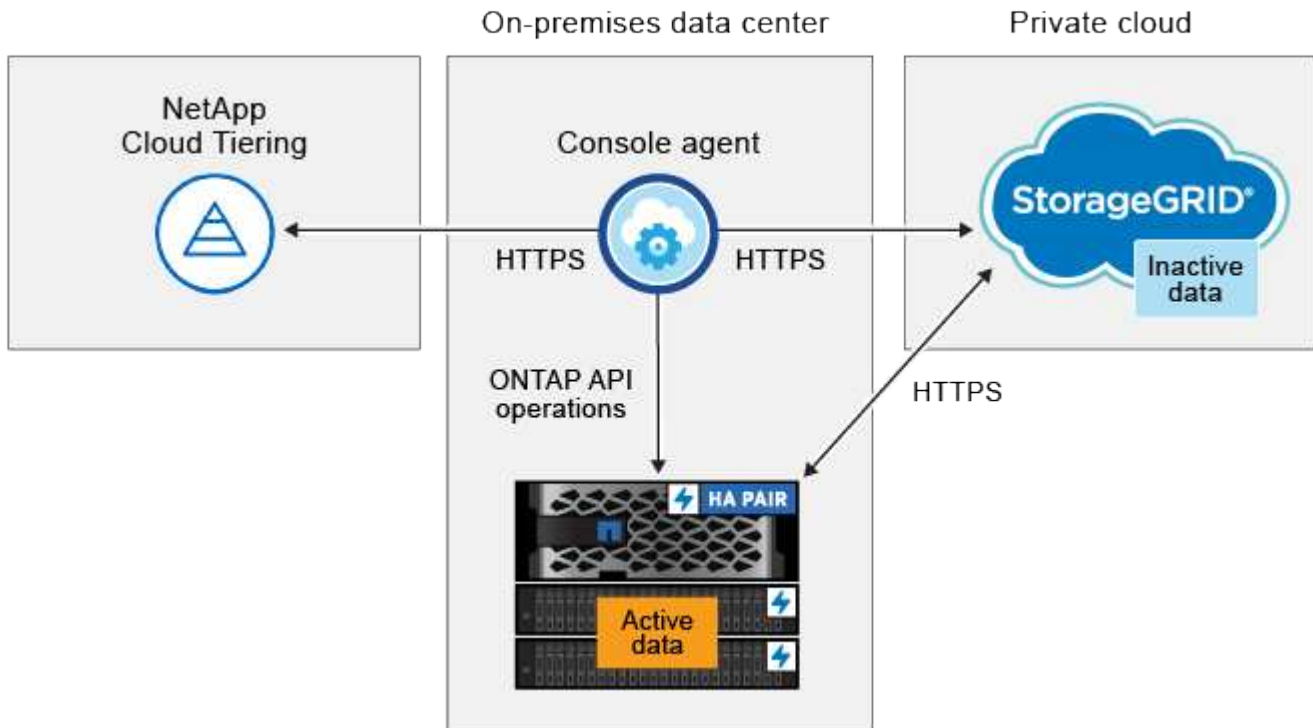 On-premises data center
Private cloud
NetApp
Cloud Tiering
Console agent
StorageGRID®
Inactive
data
HTTPS
HTTPS
ONTAP API
operations
HTTPS
HA PAIR
Active
data